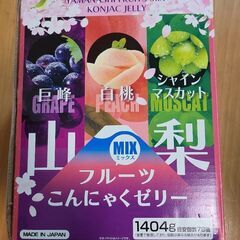 KONJAC JELLY
巨峰
GRAPE
白桃
PEACH
シャイン
マスカット
MUSCAT
山梨
MIX
ミックス
フルーツ
こんにゃくゼリー
1404g
MADE IN JAPAN